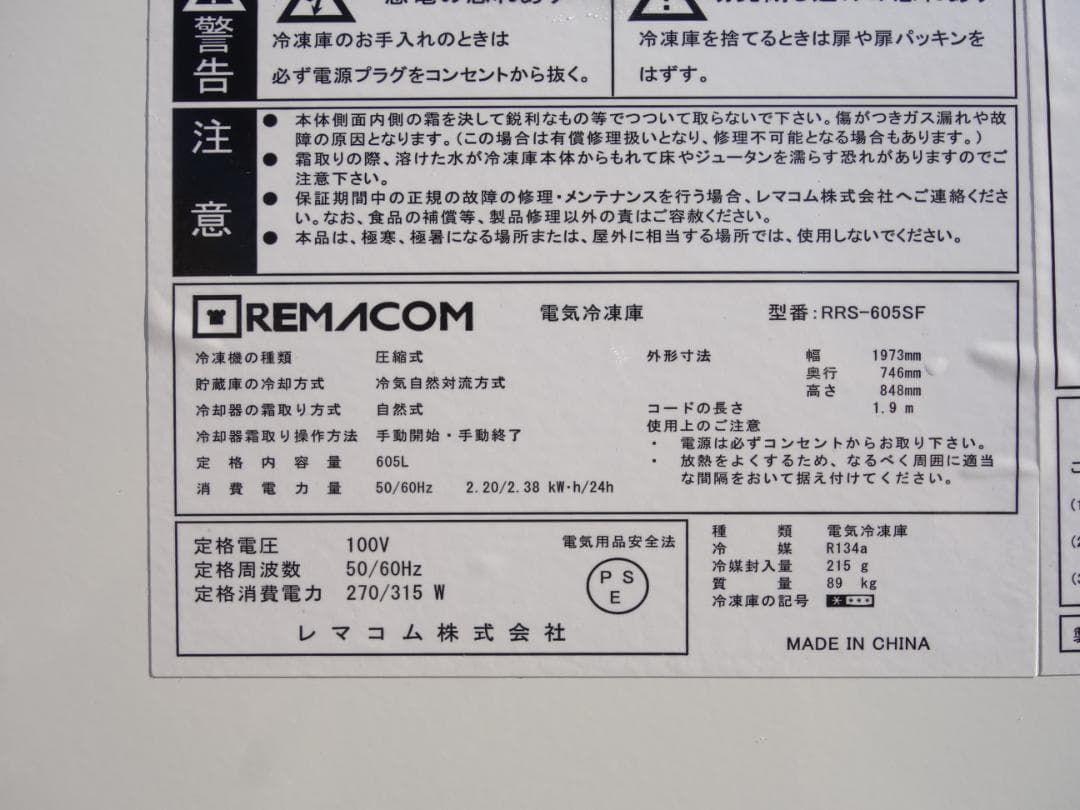 警告
冷凍庫のお手入れのときは
必ず電源プラグをコンセントから抜く。
冷凍庫を捨てるときは扉や扉パッキンを
はずす。
注意
● 本体側面内側の霜を決して鋭利なもの等でつついて取らないで下さい。傷がつきガス漏れや故
障の原因となります。(この場合は有償修理扱いとなり、修理不可能となる場合もあります。)
● 霜取りの際、溶けた水が冷凍庫本体からもれて床やジュータンを濡らす恐れがありますのでご
注意下さい。
● 保証期間中の正規の故障の修理・メンテナンスを行う場合、レマコム株式会社へご連絡くださ
い。なお、食品の補償等、製品修理以外の責はご容赦ください。
● 本品は、極寒、極暑になる場所または、屋外に相当する場所では、使用しないでください。
REMACOM 電気冷凍庫 型番:RRS-605SF
冷凍機の種類 圧縮式
貯蔵庫の冷却方式 冷気自然対流方式
冷却器の霜取り方式 自然式
冷却器霜取り操作方法 手動開始・手動終了
定格内容量 605L
消費電力量 50/60Hz 2.20/2.38 kW·h/24h
外形寸法 幅 1973mm
奥行 746mm
高さ 848mm
コードの長さ 1.9 m
使用上のご注意
・ 電源は必ずコンセントからお取り下さい。
・ 放熱をよくするため、なるべく周囲に適当
な間隔をおいて据え付けてください。
定格電圧 100V
定格周波数 50/60Hz
定格消費電力 270/315 W
電気用品安全法
PS
E
レマコム株式会社
種類 電気冷凍庫
冷媒 R134a
冷媒封入量 215 g
質量 89 kg
冷凍庫の記号 ****
MADE IN CHINA